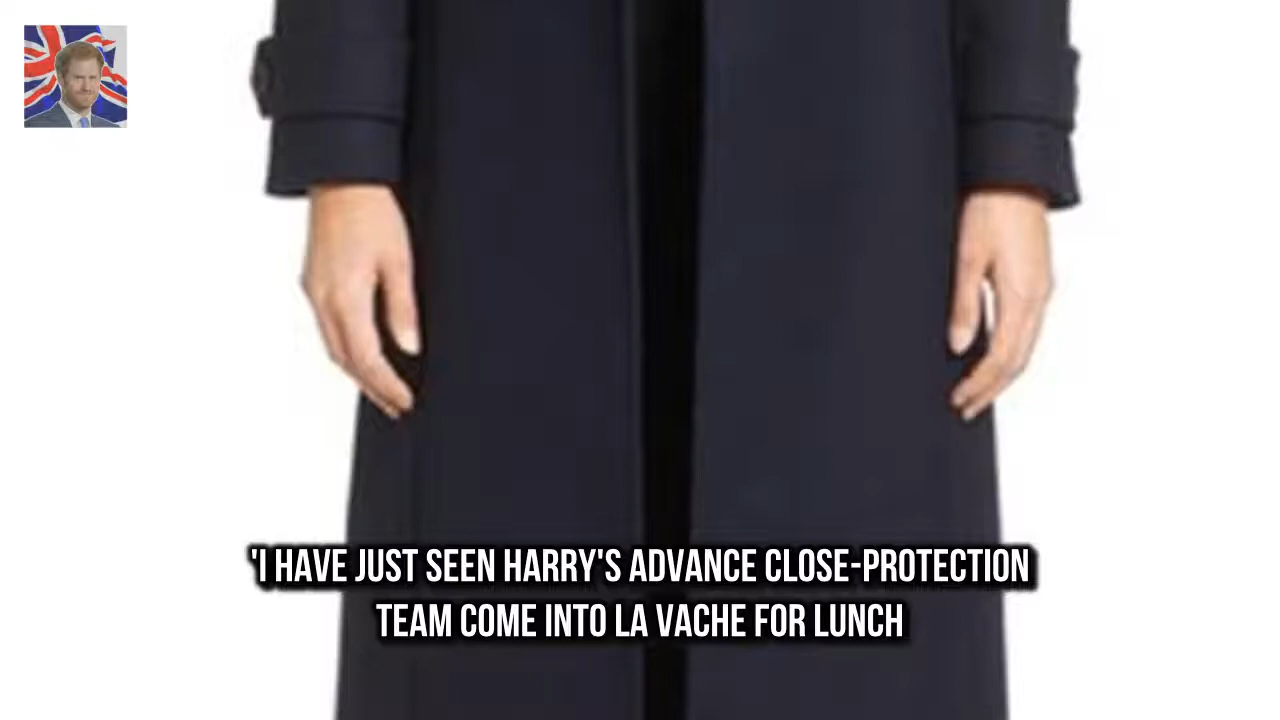 'I HAVE JUST SEEN HARRY'S ADVANCE CLOSE-PROTECTION
TEAM COME INTO LA VACHE FOR LUNCH